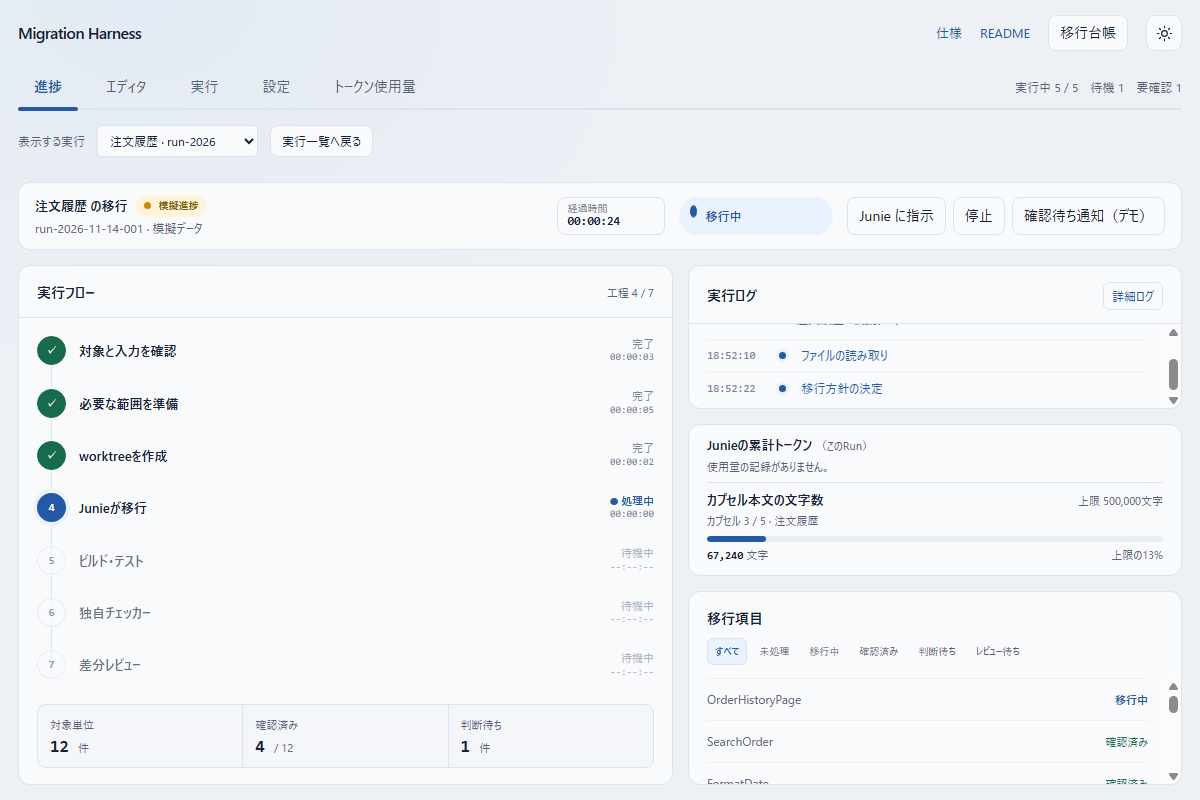 Migration Harness
仕様 README 移行台帳
進捗 エディタ 実行 設定 トークン使用量
実行中 5 / 5 待機 1 要確認 1
表示する実行 注文履歴 · run-2026 実行一覧へ戻る
注文履歴 の移行 模擬進捗
run-2026-11-14-001 · 模擬データ
経過時間
00:00:24
移行中
Junie に指示 停止 確認待ち通知（デモ）
実行フロー 工程 4 / 7
対象と入力を確認 完了
00:00:03
必要な範囲を準備 完了
00:00:05
worktreeを作成 完了
00:00:02
4 Junieが移行 処理中
00:00:00
5 ビルド・テスト 待機中
--:--:--
6 独自チェッカー 待機中
--:--:--
7 差分レビュー 待機中
--:--:--
対象単位
12 件
確認済み
4 / 12
判断待ち
1 件
実行ログ 詳細ログ
18:52:10 ファイルの読み取り
18:52:22 移行方針の決定
Junieの累計トークン （このRun）
使用量の記録がありません。
カプセル本文の文字数 上限 500,000文字
カプセル 3 / 5 · 注文履歴
67,240 文字 上限の13%
移行項目
すべて 未処理 移行中 確認済み 判断待ち レビュー待ち
OrderHistoryPage 移行中
SearchOrder 確認済み
FormatDate 確認済み